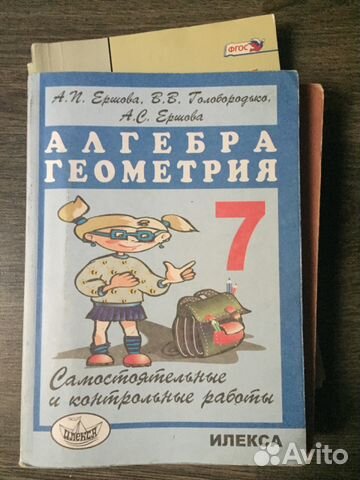 ФГОС
А.П. Ершова, В.В. Голобородько,
А.С. Ершова
АЛГЕБРА
ГЕОМЕТРИЯ
7
Самостоятельные
и контрольные работы
ИЛЕКСА
ИЛЕКСА
Avito